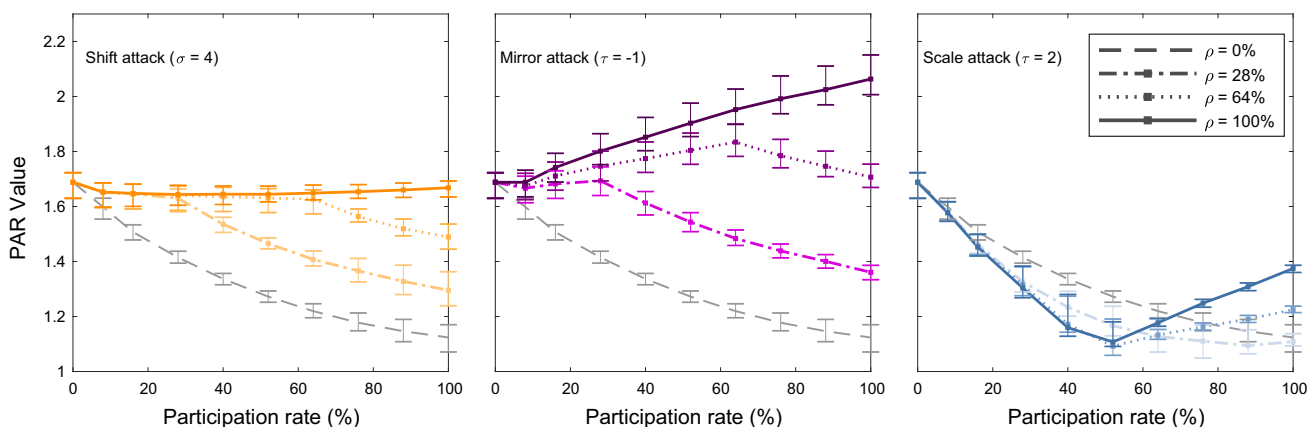 2.2
2
1.8
1.6
1.4
1.2
1
PAR Value
Shift attack (σ = 4)
0 20 40 60 80 100
Participation rate (%)
Mirror attack (τ = -1)
0 20 40 60 80 100
Participation rate (%)
Scale attack (τ = 2)
ρ = 0%
ρ = 28%
ρ = 64%
ρ = 100%
0 20 40 60 80 100
Participation rate (%)